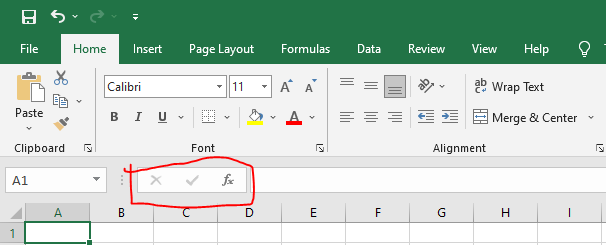 File Home Insert Page Layout Formulas Data Review View Help
Calibri 11 ab Wrap Text
Paste B I U A Merge & Center
Clipboard Font Alignment
A1 fx
A B C D E F G H I
1